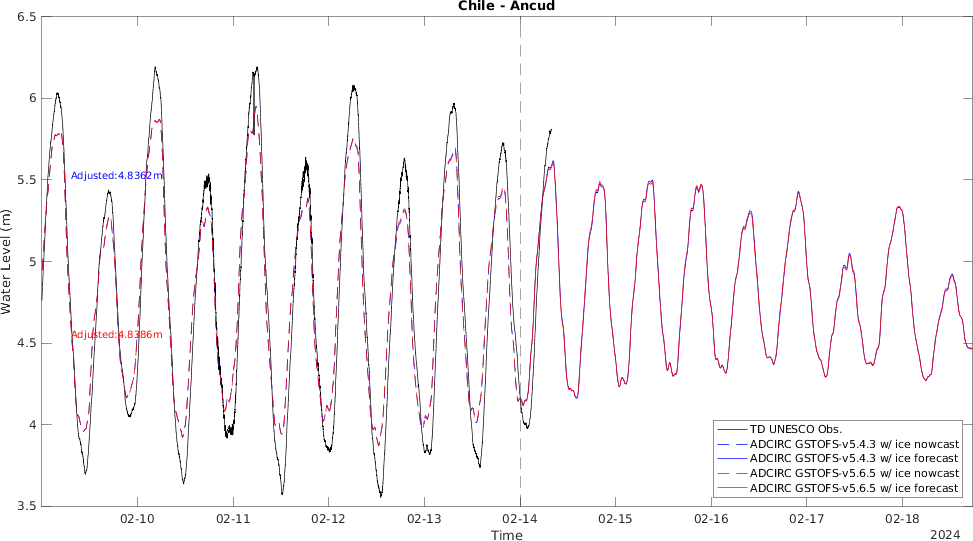 Chile - Ancud
6.5
6
5.5
5
4.5
4
3.5
Water Level (m)
Adjusted:4.8362m
Adjusted:4.8386m
TD UNESCO Obs.
ADCIRC GSTOFS-v5.4.3 w/ ice nowcast
ADCIRC GSTOFS-v5.4.3 w/ ice forecast
ADCIRC GSTOFS-v5.6.5 w/ ice nowcast
ADCIRC GSTOFS-v5.6.5 w/ ice forecast
02-10 02-11 02-12 02-13 02-14 02-15 02-16 02-17 02-18
Time
2024